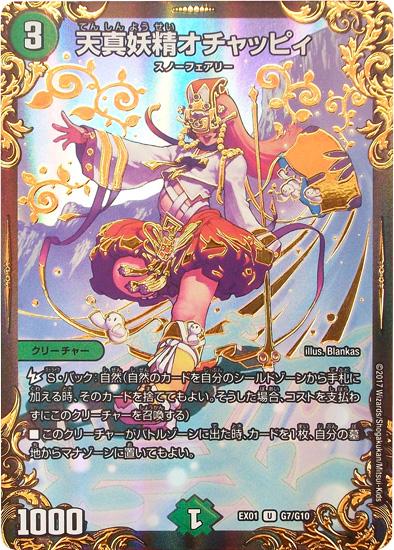 3
てんしんようせい
天真妖精オチャッピィ
スノーフェアリー
クリーチャー
illus. Blankas
S・バック：自然(自然のカードを自分のシールドゾーンから手札に
加える時、そのカードを捨ててもよい。そうした場合、コストを支払わ
ずにこのクリーチャーを召喚する)
■このクリーチャーがバトルゾーンに出た時、カードを1枚、自分の墓
地からマナゾーンに置いてもよい。
©2017 Wizards/Shogakukan/Mitsui-Kids
1000
1
EX01 U G7/G10